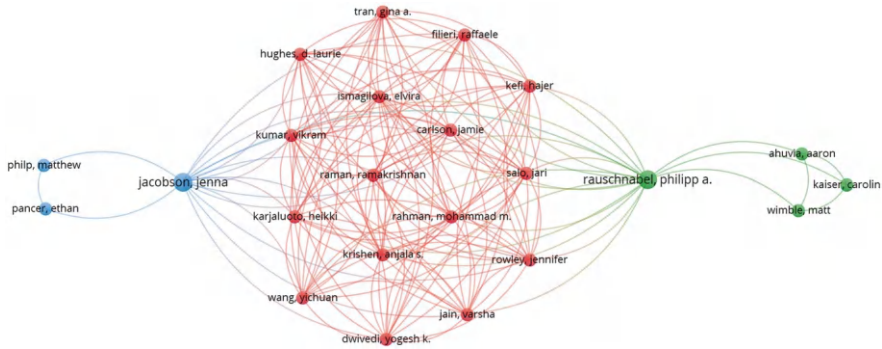 tran, gina a.
filieri, raffaele
hughes, d. laurie
kefi, hajer
ismagilova, elvira
carlson, jamie
kumar, vikram
ahuvia, aaron
philp, matthew
raman, ramakrishnan
salo, jari
jacobson, jenna
rauschnabel, philipp a.
kaiser, carolin
pancer, ethan
karjaluoto, heikki
rahman, mohammad m.
wimble, matt
krishen, anjala s.
rowley, jennifer
wang, yichuan
jain, varsha
dwivedi, yogesh k.